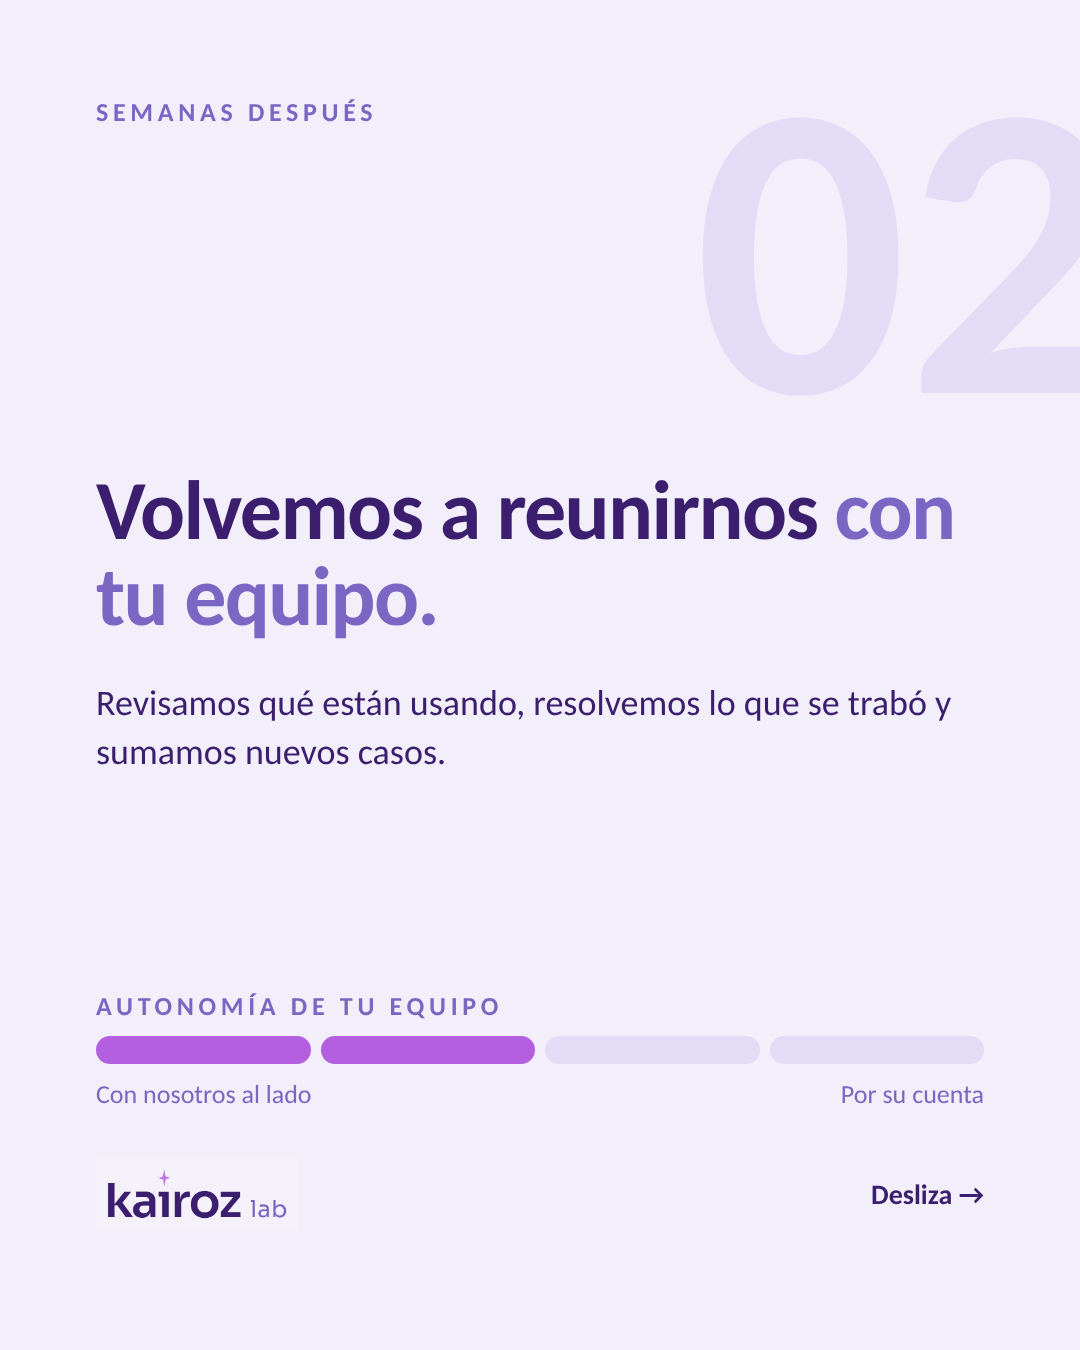 SEMANAS DESPUÉS
02
Volvemos a reunirnos con
tu equipo.
Revisamos qué están usando, resolvemos lo que se trabó y
sumamos nuevos casos.
AUTONOMÍA DE TU EQUIPO
Con nosotros al lado
Por su cuenta
kairoz lab
Desliza →